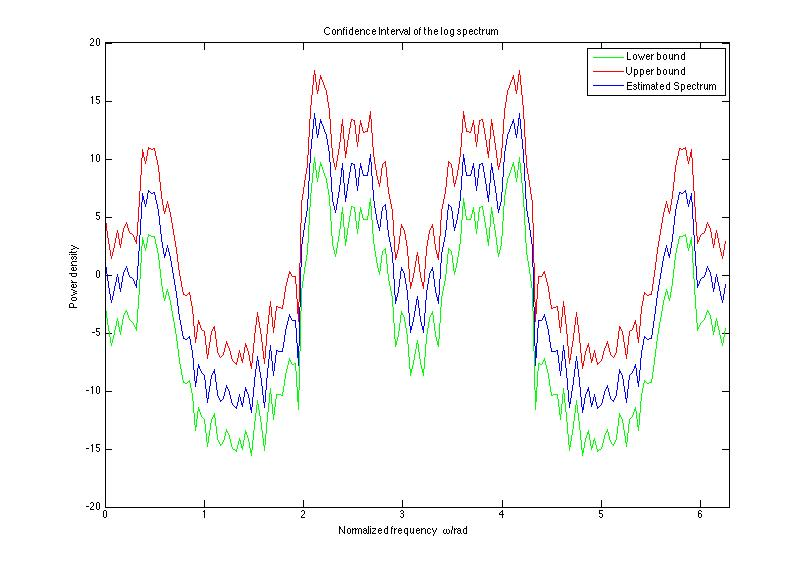 Confidence Interval of the log spectrum
Lower bound
Upper bound
Estimated Spectrum
20
15
10
5
0
-5
-10
-15
-20
Power density
0 1 2 3 4 5 6
Normalized frequency ω/rad